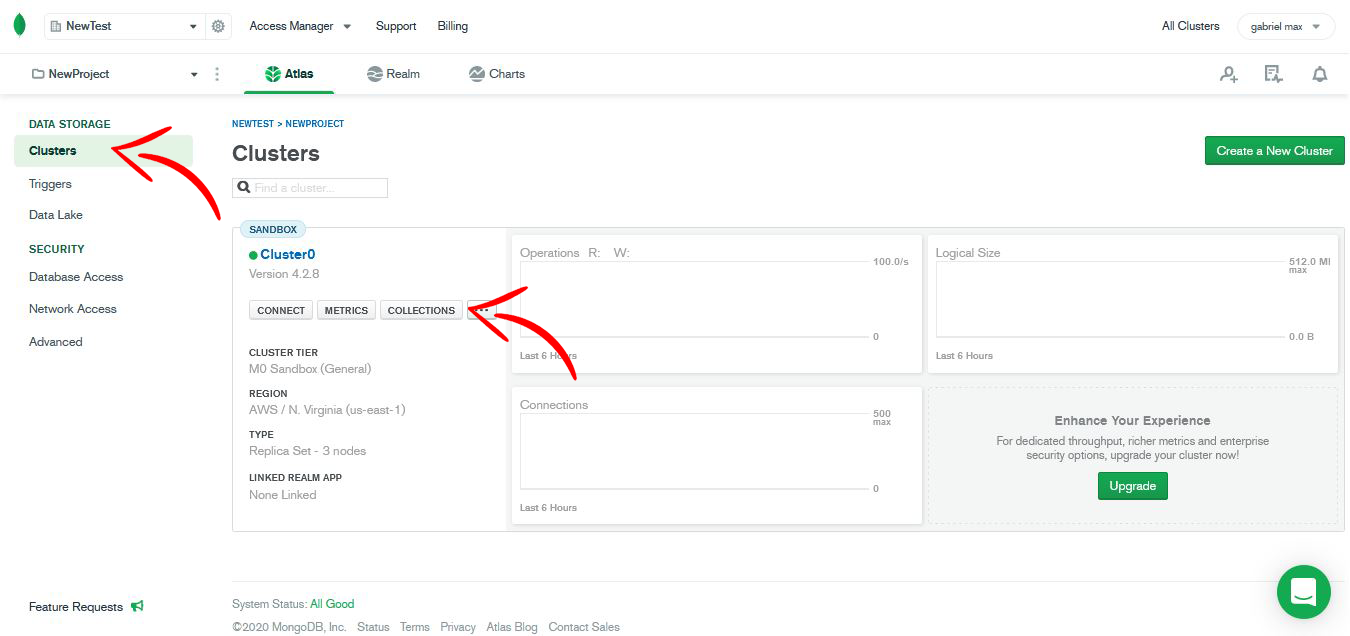 NewTest
Access Manager
Support
Billing
All Clusters
gabriel max
NewProject
Atlas
Realm
Charts
DATA STORAGE
Clusters
Triggers
Data Lake
SECURITY
Database Access
Network Access
Advanced
Feature Requests
NEWTEST > NEWPROJECT
Clusters
Create a New Cluster
Find a cluster...
SANDBOX
Cluster0
Version 4.2.8
CONNECT
METRICS
COLLECTIONS
CLUSTER TIER
M0 Sandbox (General)
REGION
AWS / N. Virginia (us-east-1)
TYPE
Replica Set - 3 nodes
LINKED REALM APP
None Linked
Operations R: W:
100.0/s
0
Last 6 Hours
Logical Size
512.0 MI
max
0.0 B
Last 6 Hours
Connections
500
max
0
Last 6 Hours
Enhance Your Experience
For dedicated throughput, richer metrics and enterprise
security options, upgrade your cluster now!
Upgrade
System Status: All Good
©2020 MongoDB, Inc. Status Terms Privacy Atlas Blog Contact Sales